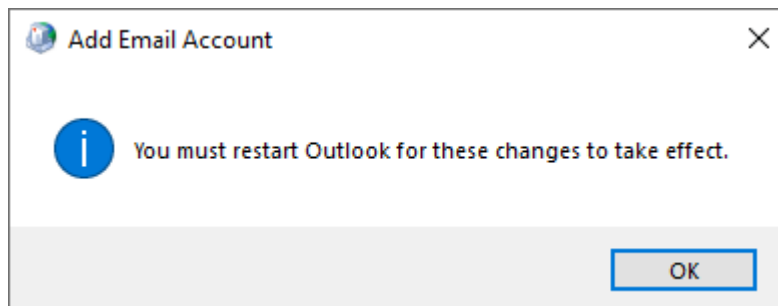 Add Email Account
You must restart Outlook for these changes to take effect.
OK